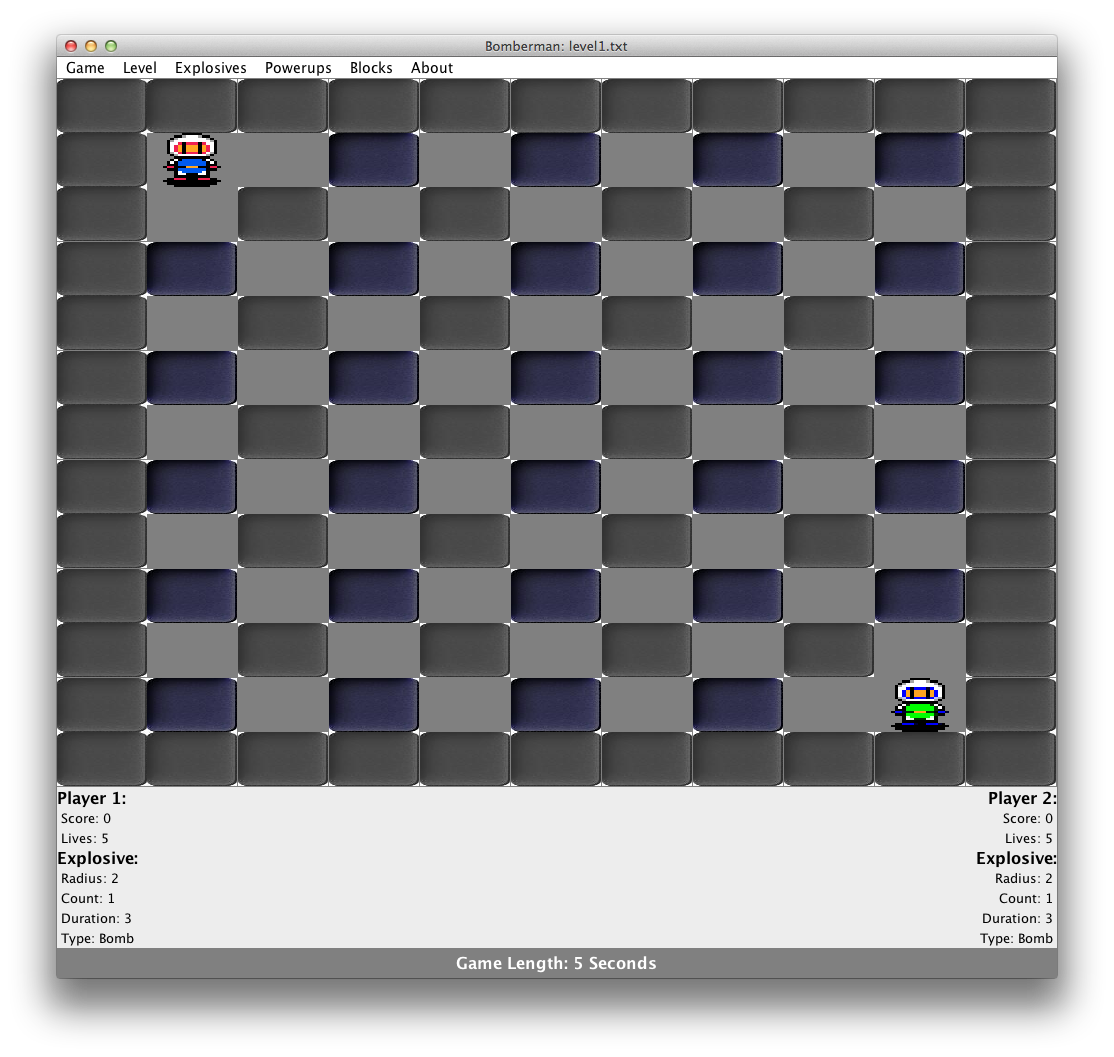 Bomberman: level1.txt
Game Level Explosives Powerups Blocks About
Player 1:
Score: 0
Lives: 5
Explosive:
Radius: 2
Count: 1
Duration: 3
Type: Bomb
Player 2:
Score: 0
Lives: 5
Explosive:
Radius: 2
Count: 1
Duration: 3
Type: Bomb
Game Length: 5 Seconds